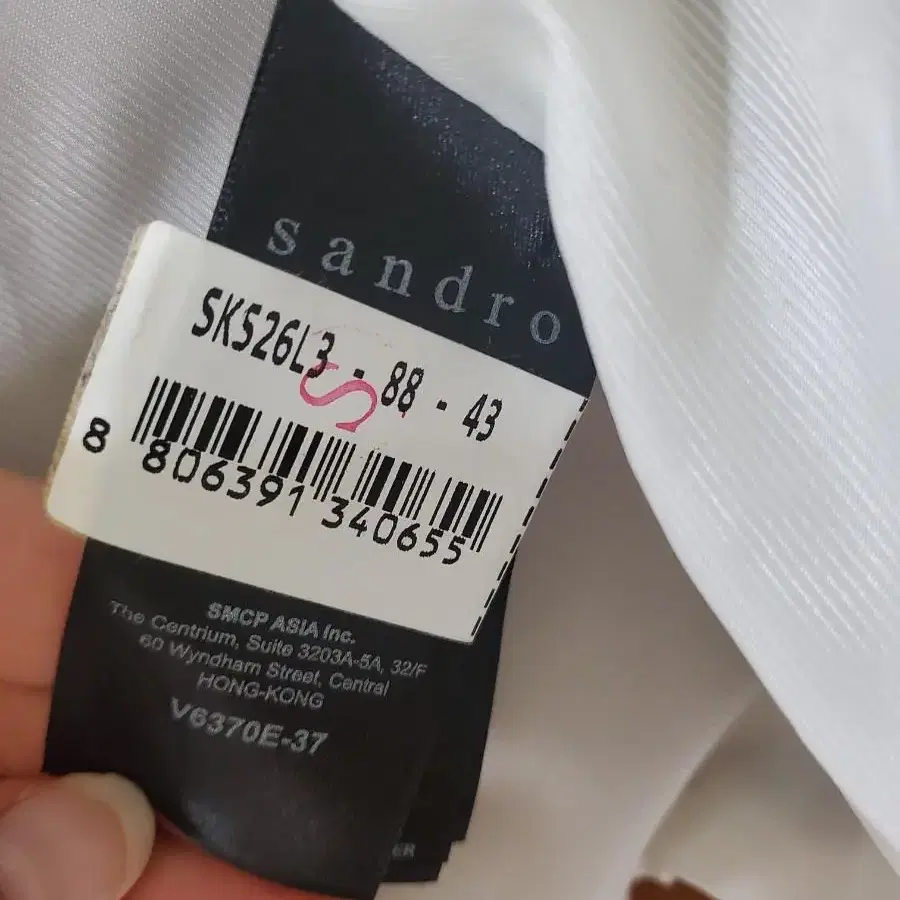 sandro
SKS26L3 - 88 - 43
S
8 806391 340655
SMCP ASIA Inc.
The Centrium, Suite 3203A-5A, 32/F
60 Wyndham Street, Central
HONG-KONG
V6370E-37
ER